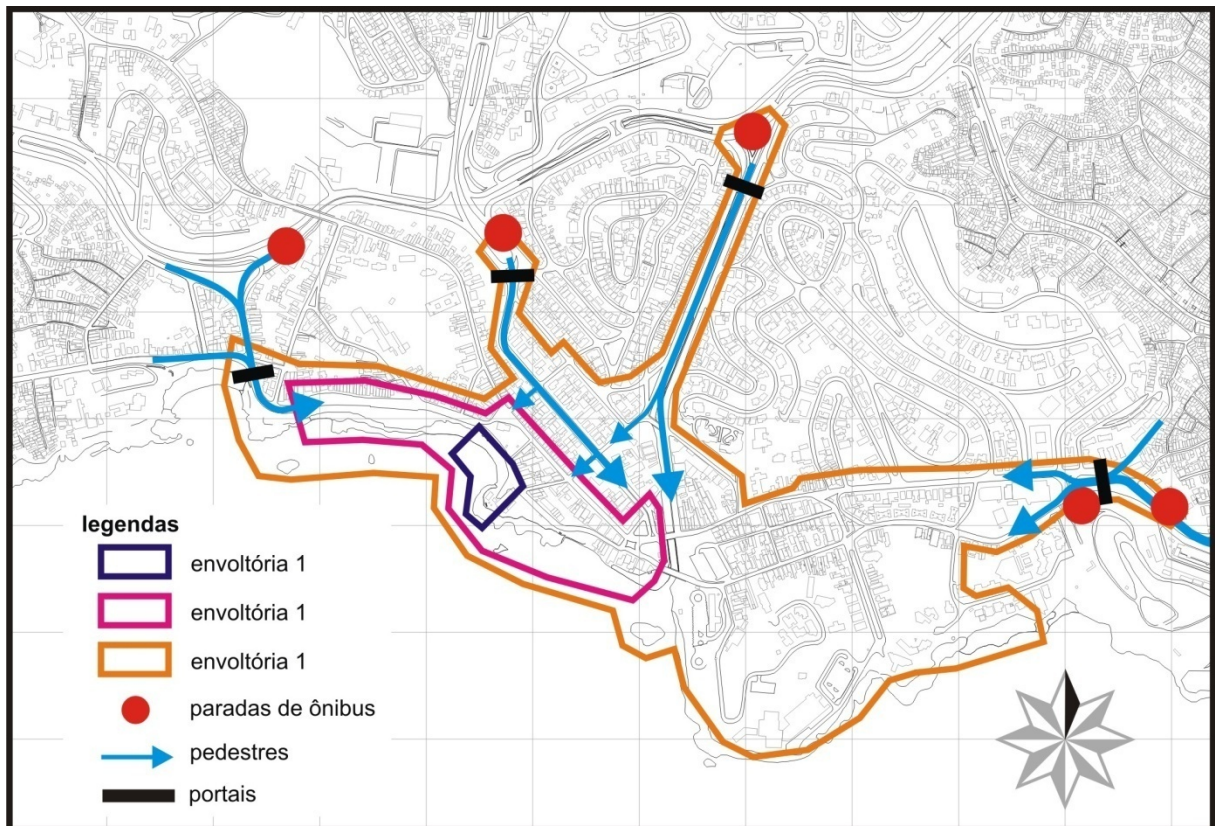 legendas
envoltória 1
envoltória 1
envoltória 1
paradas de ônibus
pedestres
portais